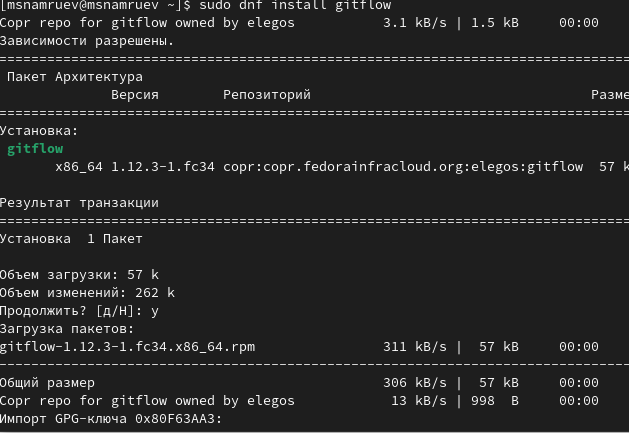 [msnamruev@msnamruev ~]$ sudo dnf install gitflow
Copr repo for gitflow owned by elegos 3.1 kB/s | 1.5 kB 00:00
Зависимости разрешены.
================================================================================
Пакет Архитектура
Версия Репозиторий Разме
================================================================================
Установка:
gitflow
x86_64 1.12.3-1.fc34 copr:copr.fedorainfracloud.org:elegos:gitflow 57 k
Результат транзакции
================================================================================
Установка 1 Пакет
Объем загрузки: 57 k
Объем изменений: 262 k
Продолжить? [д/Н]: y
Загрузка пакетов:
gitflow-1.12.3-1.fc34.x86_64.rpm 311 kB/s | 57 kB 00:00
--------------------------------------------------------------------------------
Общий размер 306 kB/s | 57 kB 00:00
Copr repo for gitflow owned by elegos 13 kB/s | 998 B 00:00
Импорт GPG-ключа 0x80F63AA3: